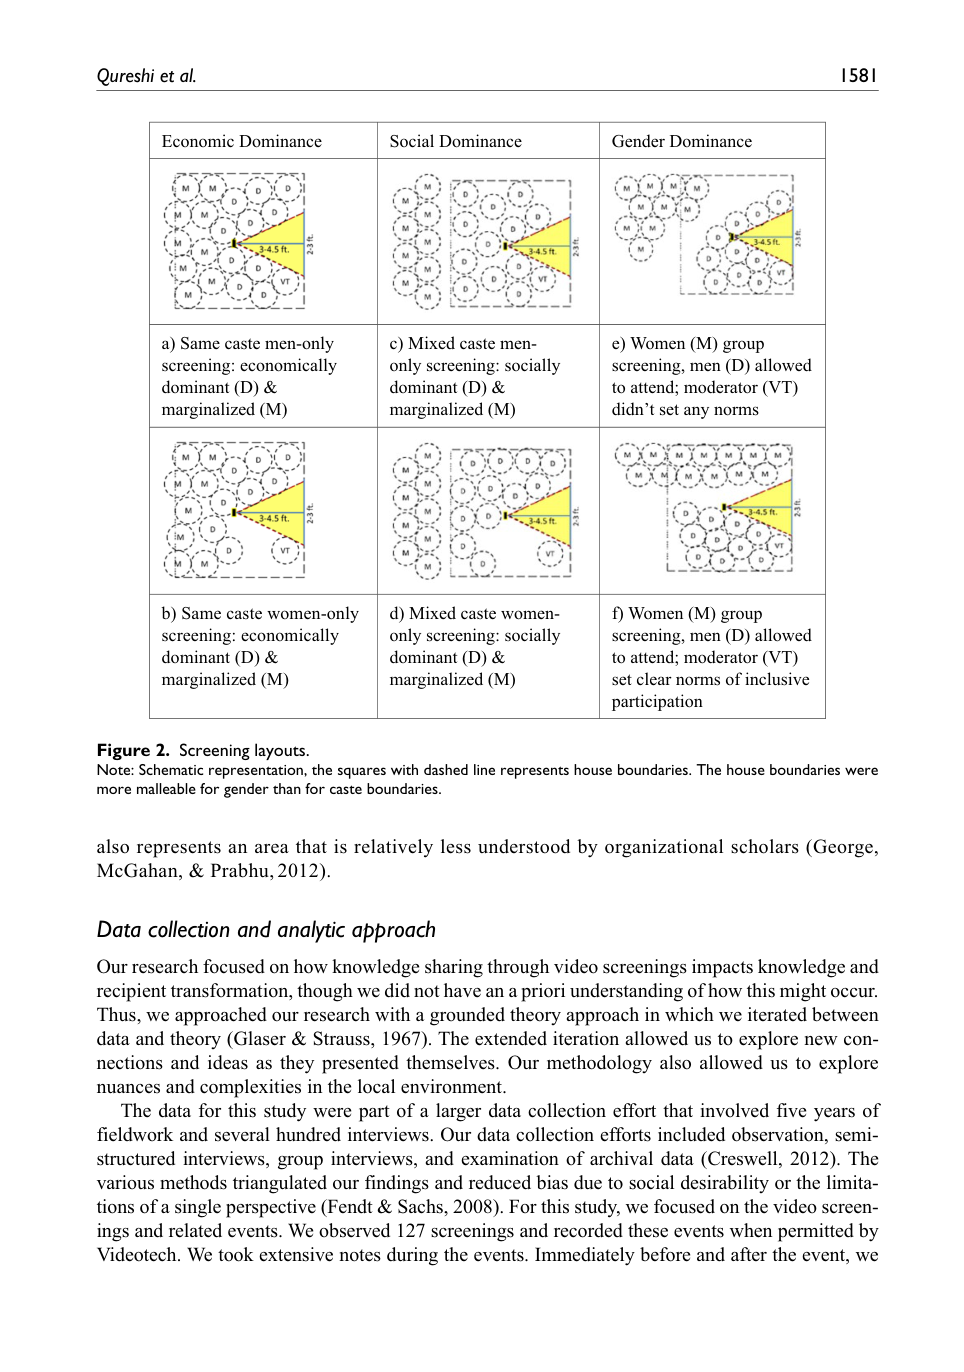 Qureshi et al. 1581
Economic Dominance Social Dominance Gender Dominance
M M D D
D
M M D
D D
M
3-4.5 ft.
2-3 ft.
M D
M D
M VT
D
M D
M
M D D
M D
M D
M D
M D
3-4.5 ft.
2-3 ft.
M D
M D
M D VT
M D
M
M M M M
D
M M M D
M D D
M D
3-4.5 ft.
2-3 ft.
M D D
D VT
D D
a) Same caste men-only
screening: economically
dominant (D) &
marginalized (M)
c) Mixed caste men-
only screening: socially
dominant (D) &
marginalized (M)
e) Women (M) group
screening, men (D) allowed
to attend; moderator (VT)
didn’t set any norms
M M D D
D
M M D
D
M D
3-4.5 ft.
2-3 ft.
D
M
D VT
M M
M
M D D D D
M
M D D D
M
M D
3-4.5 ft.
2-3 ft.
M
M D VT
M D
M
M M M M M M M
M M M M M M
3-4.5 ft.
2-3 ft.
D D
D
D D D
D VT
D D D
b) Same caste women-only
screening: economically
dominant (D) &
marginalized (M)
d) Mixed caste women-
only screening: socially
dominant (D) &
marginalized (M)
f) Women (M) group
screening, men (D) allowed
to attend; moderator (VT)
set clear norms of inclusive
participation
Figure 2. Screening layouts.
Note: Schematic representation, the squares with dashed line represents house boundaries. The house boundaries were
more malleable for gender than for caste boundaries.
also represents an area that is relatively less understood by organizational scholars (George,
McGahan, & Prabhu, 2012).
Data collection and analytic approach
Our research focused on how knowledge sharing through video screenings impacts knowledge and
recipient transformation, though we did not have an a priori understanding of how this might occur.
Thus, we approached our research with a grounded theory approach in which we iterated between
data and theory (Glaser & Strauss, 1967). The extended iteration allowed us to explore new con-
nections and ideas as they presented themselves. Our methodology also allowed us to explore
nuances and complexities in the local environment.
The data for this study were part of a larger data collection effort that involved five years of
fieldwork and several hundred interviews. Our data collection efforts included observation, semi-
structured interviews, group interviews, and examination of archival data (Creswell, 2012). The
various methods triangulated our findings and reduced bias due to social desirability or the limita-
tions of a single perspective (Fendt & Sachs, 2008). For this study, we focused on the video screen-
ings and related events. We observed 127 screenings and recorded these events when permitted by
Videotech. We took extensive notes during the events. Immediately before and after the event, we